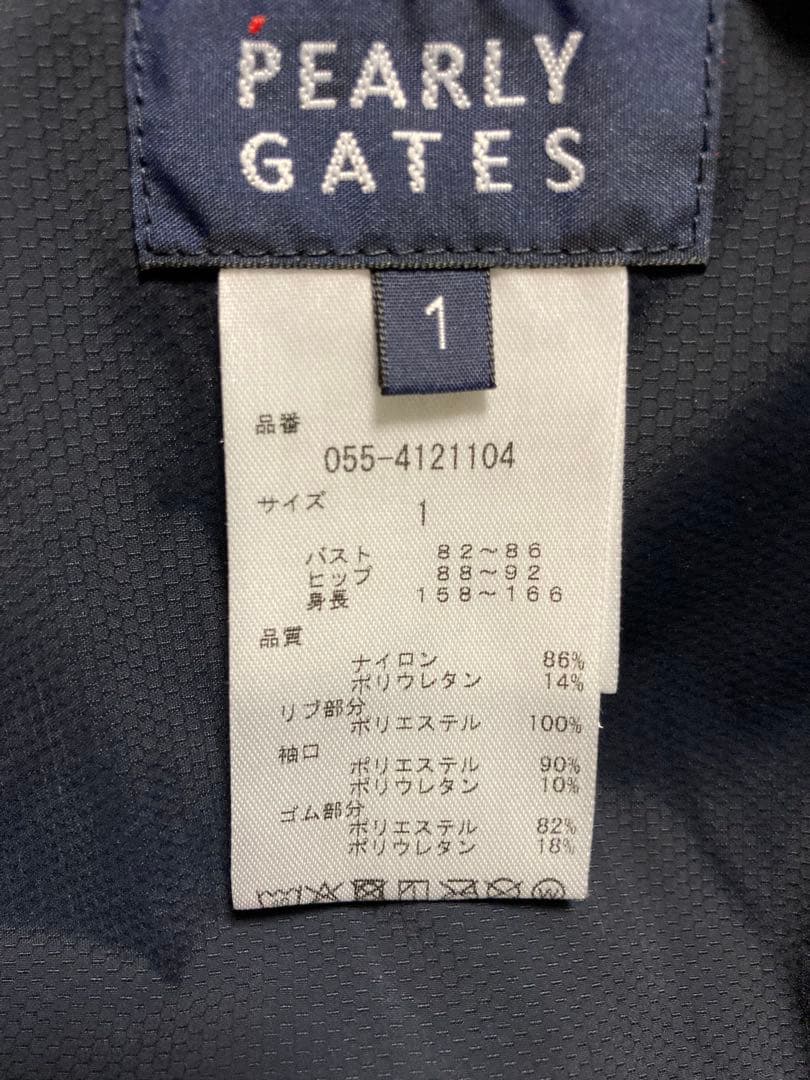 PEARLY
GATES
1
品番
055-4121104
サイズ
1
バスト 82～86
ヒップ 88～92
身長 158～166
品質
ナイロン 86%
ポリウレタン 14%
リブ部分
ポリエステル 100%
袖口
ポリエステル 90%
ポリウレタン 10%
ゴム部分
ポリエステル 82%
ポリウレタン 18%